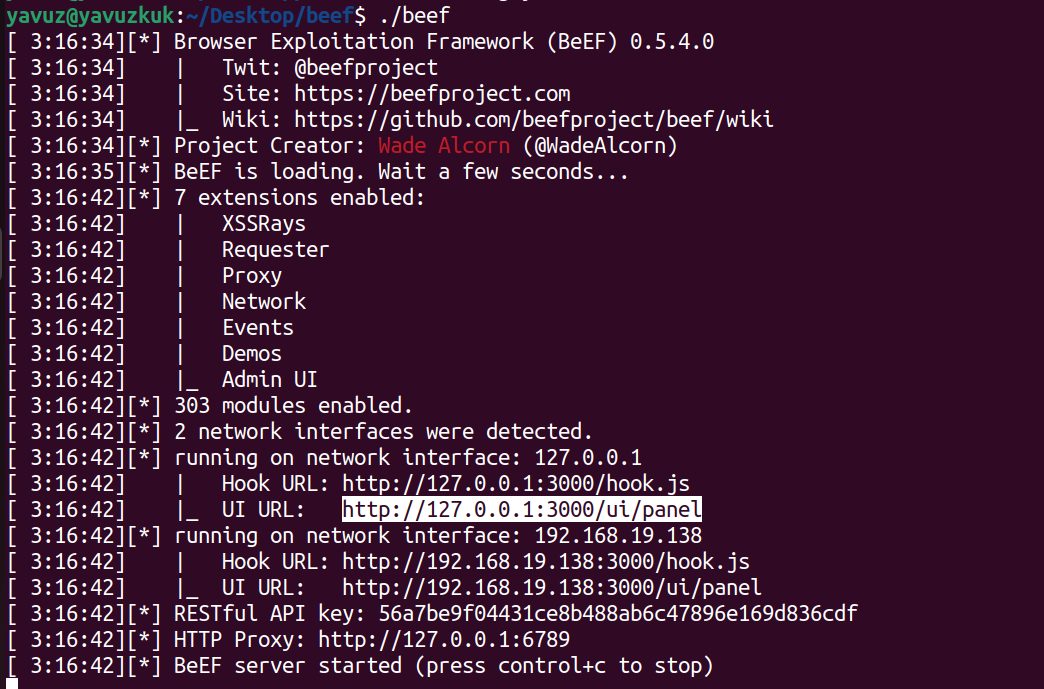 yavuz@yavuzkuk:~/Desktop/beef$ ./beef
[ 3:16:34][*] Browser Exploitation Framework (BeEF) 0.5.4.0
[ 3:16:34]    |   Twit: @beefproject
[ 3:16:34]    |   Site: https://beefproject.com
[ 3:16:34]    |_  Wiki: https://github.com/beefproject/beef/wiki
[ 3:16:34][*] Project Creator: Wade Alcorn (@WadeAlcorn)
[ 3:16:35][*] BeEF is loading. Wait a few seconds...
[ 3:16:42][*] 7 extensions enabled:
[ 3:16:42]    |   XSSRays
[ 3:16:42]    |   Requester
[ 3:16:42]    |   Proxy
[ 3:16:42]    |   Network
[ 3:16:42]    |   Events
[ 3:16:42]    |   Demos
[ 3:16:42]    |_  Admin UI
[ 3:16:42][*] 303 modules enabled.
[ 3:16:42][*] 2 network interfaces were detected.
[ 3:16:42][*] running on network interface: 127.0.0.1
[ 3:16:42]    |   Hook URL: http://127.0.0.1:3000/hook.js
[ 3:16:42]    |_  UI URL:   http://127.0.0.1:3000/ui/panel
[ 3:16:42][*] running on network interface: 192.168.19.138
[ 3:16:42]    |   Hook URL: http://192.168.19.138:3000/hook.js
[ 3:16:42]    |_  UI URL:   http://192.168.19.138:3000/ui/panel
[ 3:16:42][*] RESTful API key: 56a7be9f04431ce8b488ab6c47896e169d836cdf
[ 3:16:42][*] HTTP Proxy: http://127.0.0.1:6789
[ 3:16:42][*] BeEF server started (press control+c to stop)